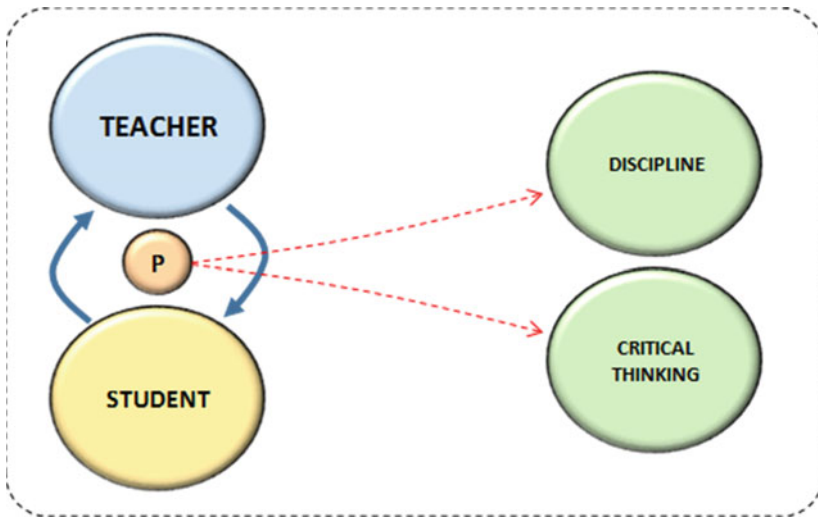 TEACHER
P
STUDENT
DISCIPLINE
CRITICAL
THINKING